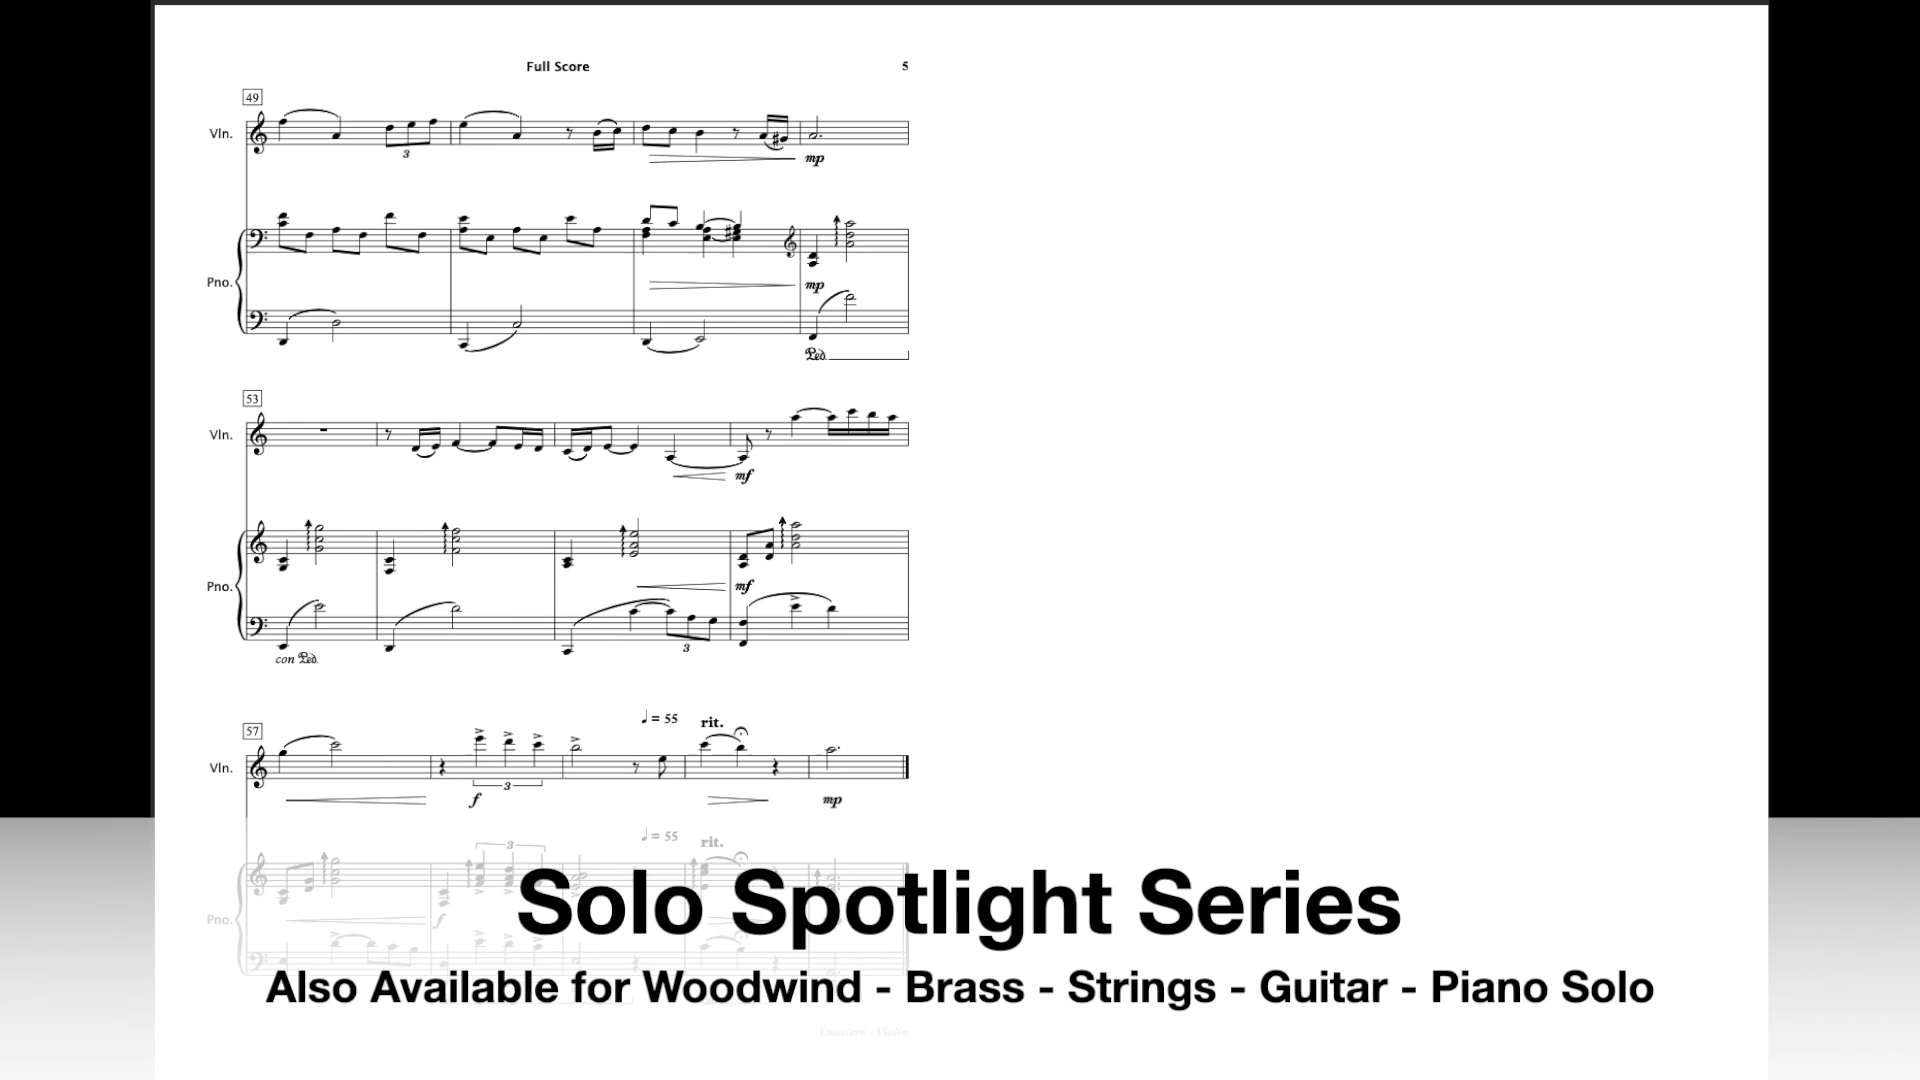 Full Score 5
49
Vln.
3
mp
Pno.
mp
Ped.
53
Vln.
mf
Pno.
mf
3
con Ped.
57
♩ = 55 rit.
Vln.
3
f mp
3 ♩ = 55 rit.
Pno.
f
Solo Spotlight Series
Also Available for Woodwind - Brass - Strings - Guitar - Piano Solo